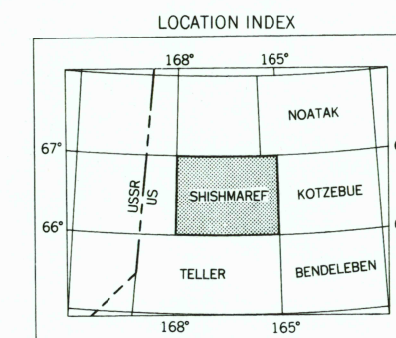 LOCATION INDEX
168° 165°
NOATAK
67°
USSR
US
SHISHMAREF KOTZEBUE
66°
TELLER BENDELEBEN
168° 165°